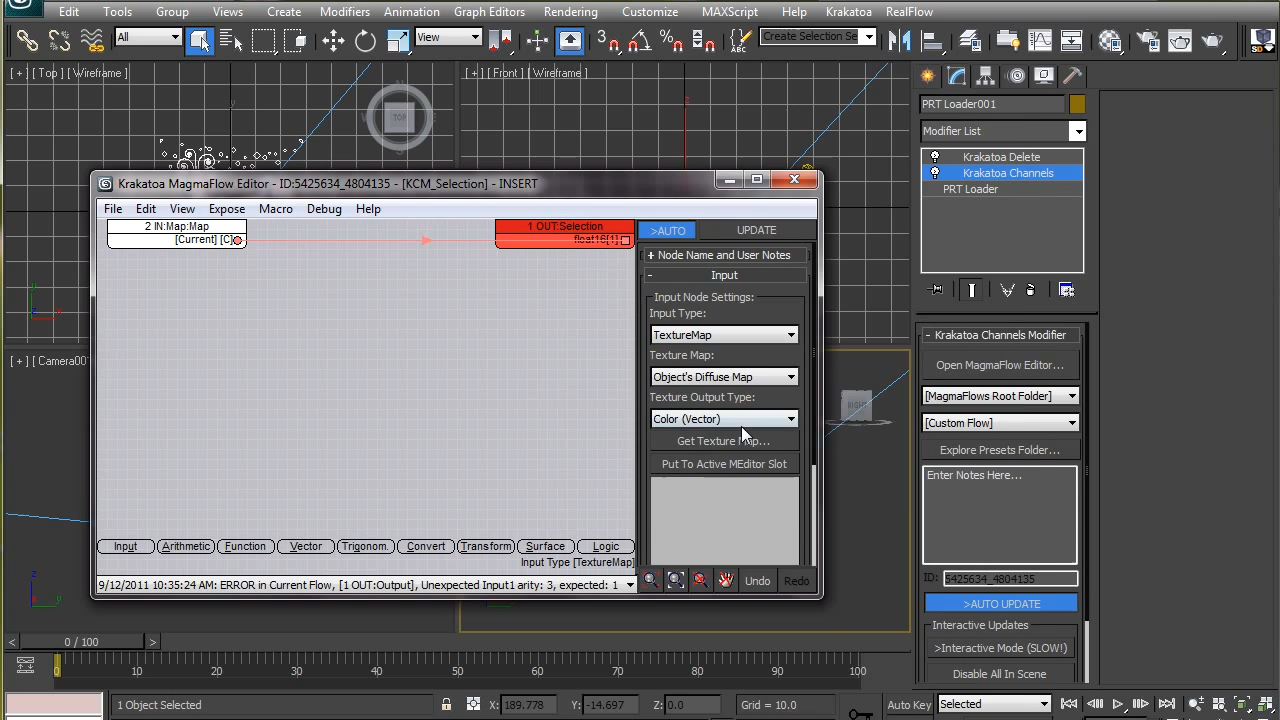 Edit Tools Group Views Create Modifiers Animation Graph Editors Rendering Customize MAXScript Help Krakatoa RealFlow
All View 3 Create Selection Se
[ + ] [ Top ] [ Wireframe ] [ + ] [ Front ] [ Wireframe ]
TOP
PRT Loader001
Modifier List
Krakatoa Delete
Krakatoa Channels
PRT Loader
Krakatoa MagmaFlow Editor - ID:5425634_4804135 - [KCM_Selection] - INSERT
File Edit View Krakatoa Macro Debug Help
2 IN:Map:Map
[Current] [C]
1 OUT:Selection
float16[1]
>AUTO UPDATE
+ Node Name and User Notes
- Input
Input Node Settings:
Input Type:
TextureMap
Texture Map:
Object's Diffuse Map
Texture Output Type:
Color (Vector)
Get Texture Map...
Put To Active MEditor Slot
Input Arithmetic Function Vector Trigonom. Convert Transform Surface Logic
Input Type [TextureMap]
9/12/2011 10:35:24 AM: ERROR in Current Flow, [1 OUT:Output], Unexpected Input1 arity: 3, expected: 1
Undo Redo
[ + ] [ Camera00
RIGHT
- Krakatoa Channels Modifier
Open MagmaFlow Editor...
[MagmaFlows Root Folder]
[Custom Flow]
Explore Presets Folder...
Enter Notes Here...
ID: 5425634_4804135
>AUTO UPDATE
Interactive Updates
>Interactive Mode (SLOW!)
Disable All In Scene
< 0 / 100 >
0 10 20 30 40 50 60 70 80 90 100
1 Object Selected X: 189.778 Y: -14.697 Z: 0.0 Grid = 10.0 Auto Key Selected